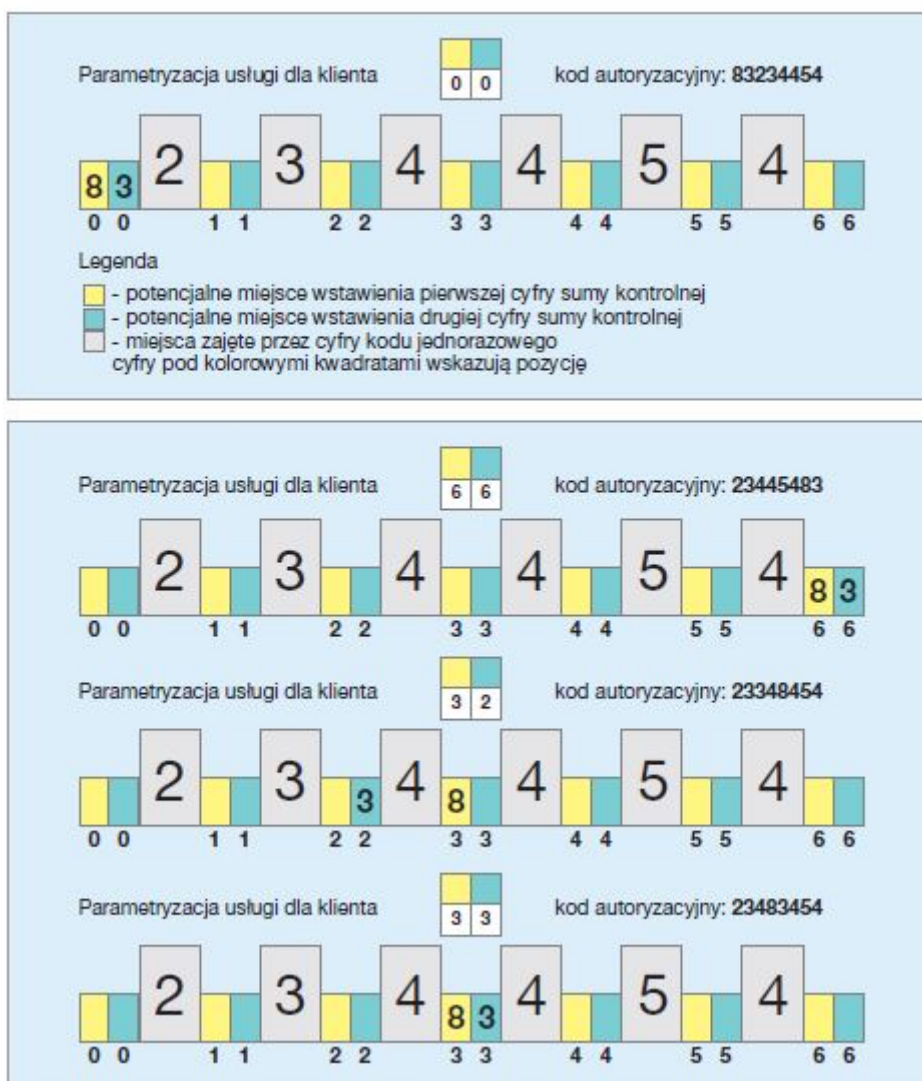 Parametryzacja usługi dla klienta 0 0 kod autoryzacyjny: 83234454
8 3 2 3 4 4 5 4
0 0 1 1 2 2 3 3 4 4 5 5 6 6
Legenda
- potencjalne miejsce wstawienia pierwszej cyfry sumy kontrolnej
- potencjalne miejsce wstawienia drugiej cyfry sumy kontrolnej
- miejsca zajęte przez cyfry kodu jednorazowego
cyfry pod kolorowymi kwadratami wskazują pozycję
Parametryzacja usługi dla klienta 6 6 kod autoryzacyjny: 23445483
2 3 4 4 5 4 8 3
0 0 1 1 2 2 3 3 4 4 5 5 6 6
Parametryzacja usługi dla klienta 3 2 kod autoryzacyjny: 23348454
2 3 3 4 8 4 5 4
0 0 1 1 2 2 3 3 4 4 5 5 6 6
Parametryzacja usługi dla klienta 3 3 kod autoryzacyjny: 23483454
2 3 4 8 3 4 5 4
0 0 1 1 2 2 3 3 4 4 5 5 6 6